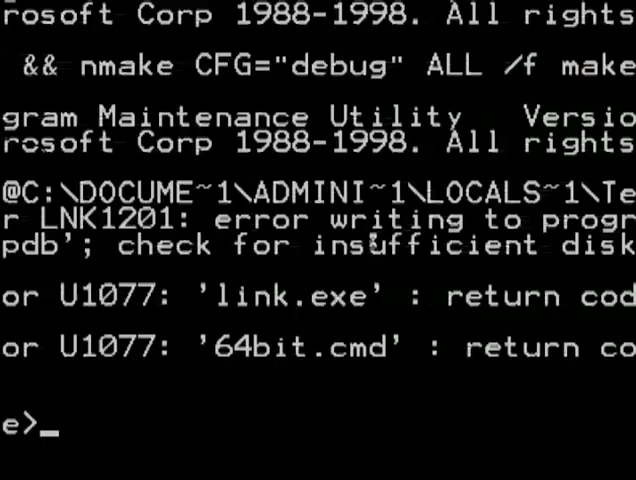 rosoft Corp 1988-1998. All rights
&& nmake CFG="debug" ALL /f make
gram Maintenance Utility Versio
rosoft Corp 1988-1998. All rights
@C:\DOCUME~1\ADMINI~1\LOCALS~1\Te
r LNK1201: error writing to progr
pdb'; check for insufficient disk
or U1077: 'link.exe' : return cod
or U1077: '64bit.cmd' : return co
e>_